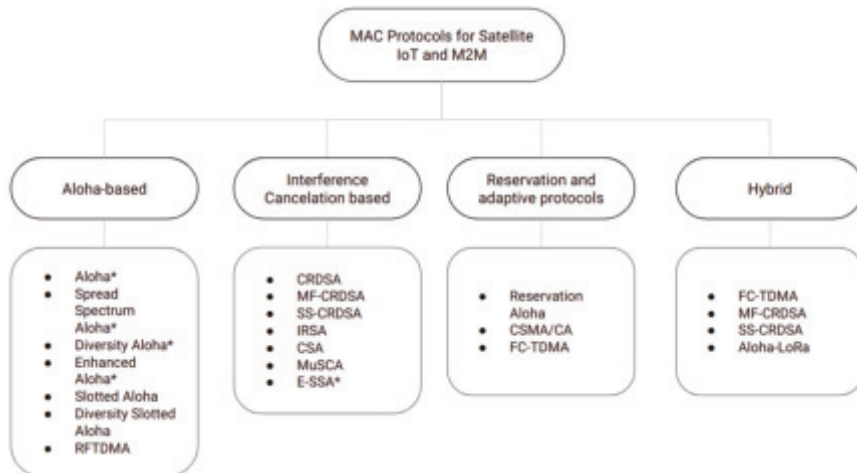 MAC Protocols for Satellite
IoT and M2M
Aloha-based
Interference
Cancelation based
Reservation and
adaptive protocols
Hybrid
● Aloha*
● Spread
Spectrum
Aloha*
● Diversity Aloha*
● Enhanced
Aloha*
● Slotted Aloha
● Diversity Slotted
Aloha
● RFTDMA
● CRDSA
● MF-CRDSA
● SS-CRDSA
● IRSA
● CSA
● MuSCA
● E-SSA*
● Reservation
Aloha
● CSMA/CA
● FC-TDMA
● FC-TDMA
● MF-CRDSA
● SS-CRDSA
● Aloha-LoRa